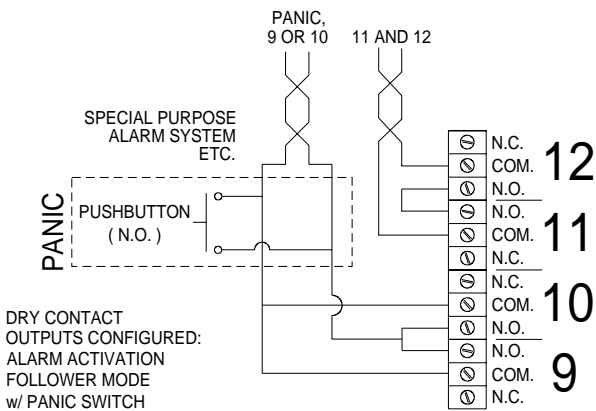 PANIC,
9 OR 10
11 AND 12
SPECIAL PURPOSE
ALARM SYSTEM
ETC.
PANIC
PUSHBUTTON
( N.O. )
DRY CONTACT
OUTPUTS CONFIGURED:
ALARM ACTIVATION
FOLLOWER MODE
w/ PANIC SWITCH
N.C.
COM.
N.O.
12
N.O.
COM.
N.C.
11
N.C.
COM.
N.O.
10
N.O.
COM.
N.C.
9